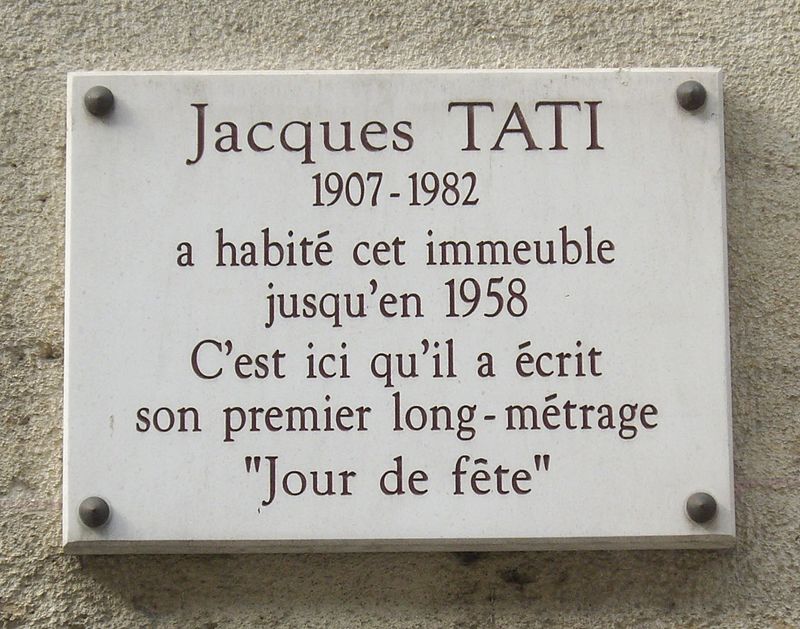 Jacques TATI
1907-1982
a habité cet immeuble
jusqu'en 1958
C'est ici qu'il a écrit
son premier long-métrage
"Jour de fête"